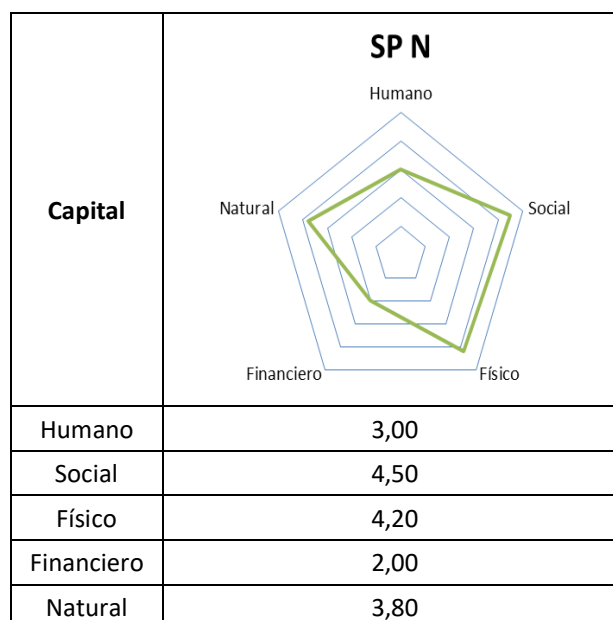 SP N
Humano
Capital
Natural
Social
Financiero
Físico
Humano 3,00
Social 4,50
Físico 4,20
Financiero 2,00
Natural 3,80